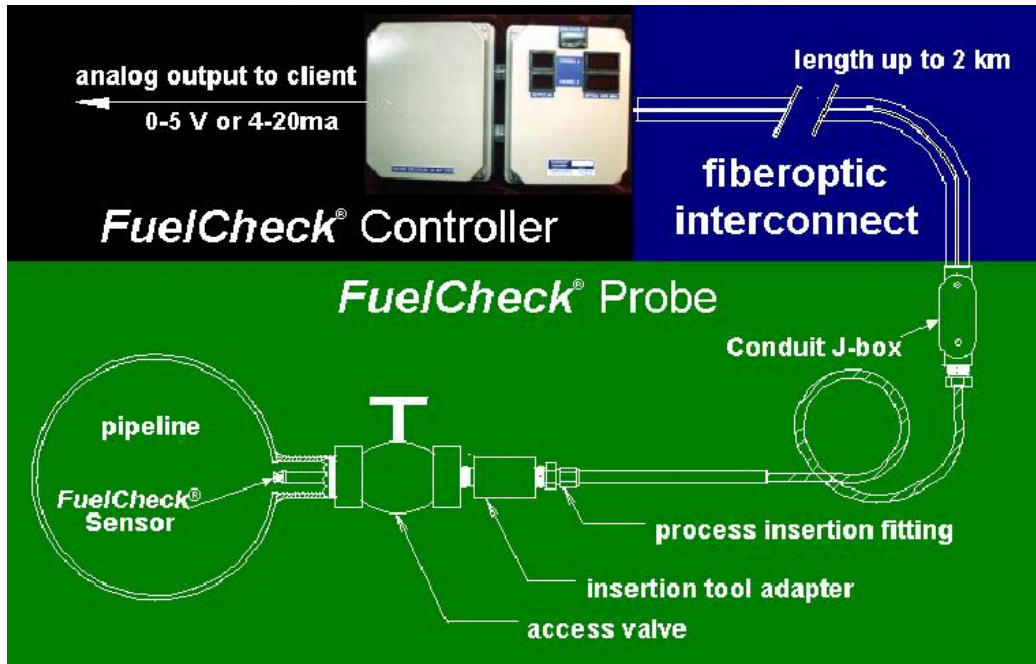 analog output to client
0-5 V or 4-20ma
length up to 2 km
fiberoptic
interconnect
FuelCheck® Controller
FuelCheck® Probe
Conduit J-box
pipeline
FuelCheck®
Sensor
process insertion fitting
insertion tool adapter
access valve